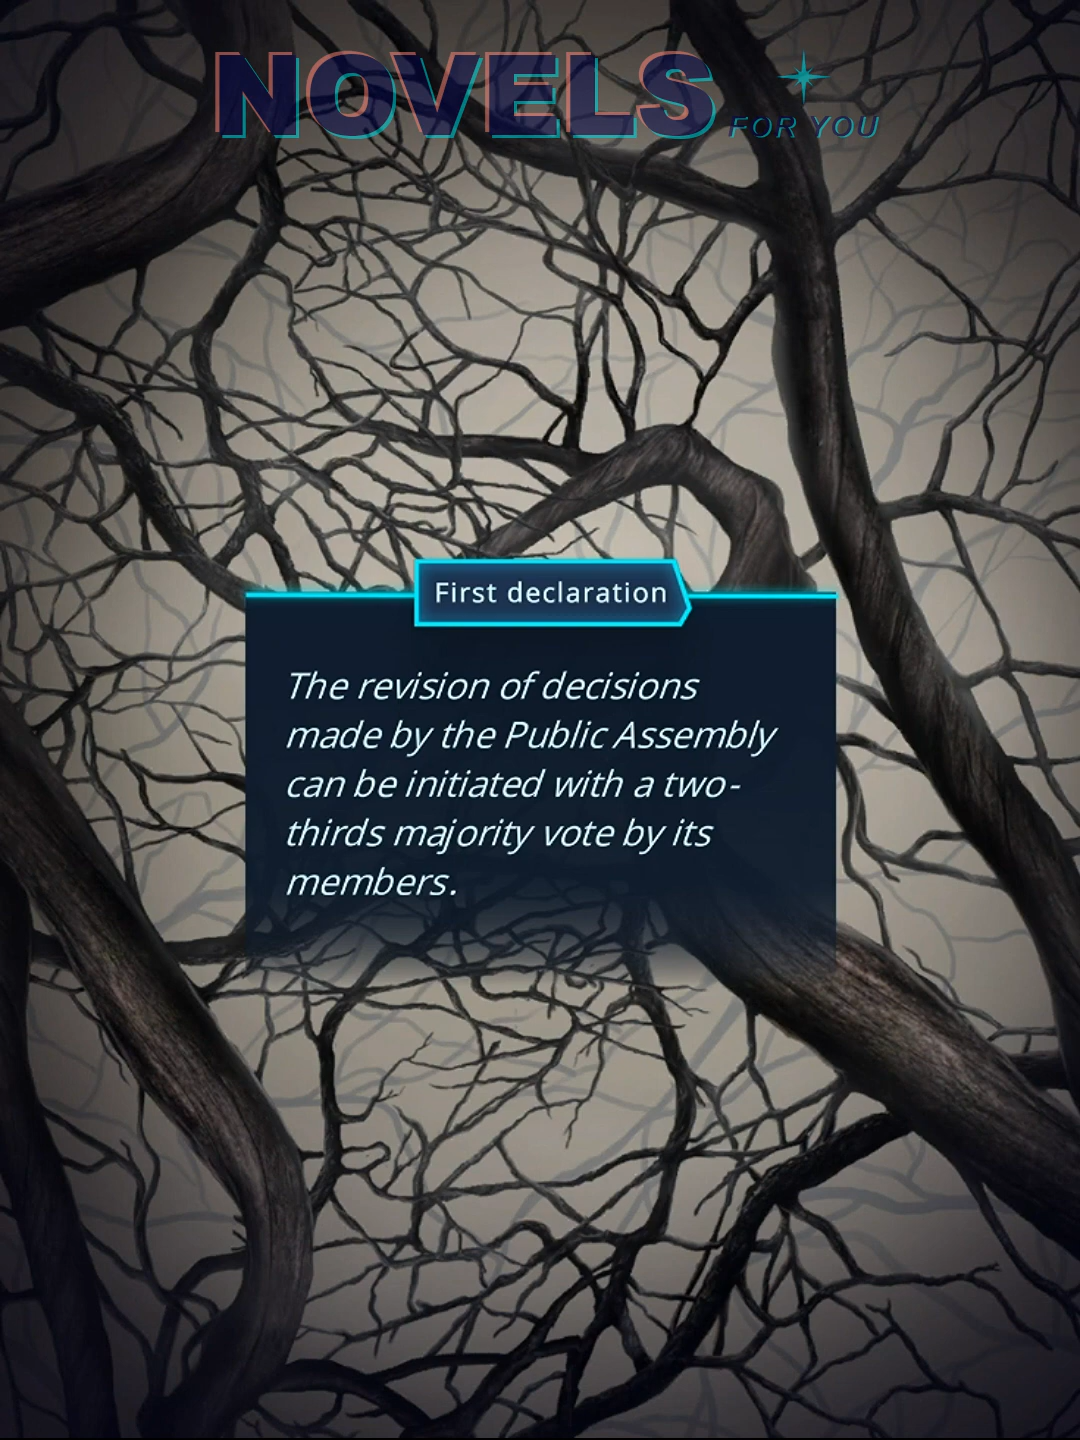 NOVELS
FOR YOU
First declaration
The revision of decisions
made by the Public Assembly
can be initiated with a two-
thirds majority vote by its
members.